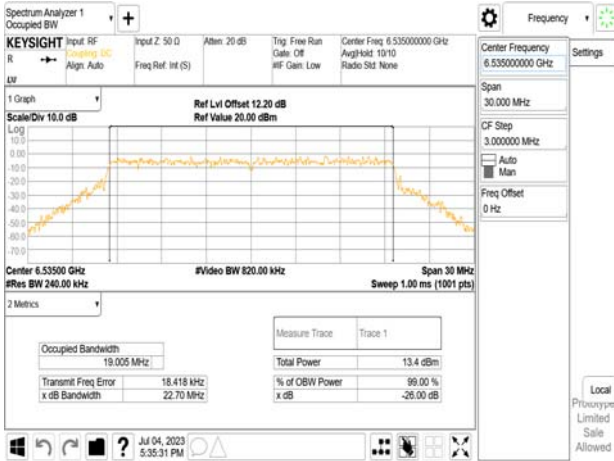 Spectrum Analyzer 1
Occupied BW
+
Frequency
KEYSIGHT
R
LXI
Input: RF
Coupling: DC
Align: Auto
Input Z: 50 Ω
Freq Ref: Int (S)
Atten: 20 dB
Trig: Free Run
Gate: Off
#IF Gain: Low
Center Freq: 6.535000000 GHz
Avg|Hold: 10/10
Radio Std: None
Center Frequency
6.535000000 GHz
Settings
Span
30.000 MHz
CF Step
3.000000 MHz
Auto
Man
Freq Offset
0 Hz
1 Graph
Scale/Div 10.0 dB
Ref Lvl Offset 12.20 dB
Ref Value 20.00 dBm
Log
10.0
0.00
-10.0
-20.0
-30.0
-40.0
-50.0
-60.0
-70.0
Center 6.53500 GHz
#Res BW 240.00 kHz
#Video BW 820.00 kHz
Span 30 MHz
Sweep 1.00 ms (1001 pts)
2 Metrics
Measure Trace Trace 1
Occupied Bandwidth
19.005 MHz
Total Power 13.4 dBm
Transmit Freq Error 18.418 kHz
% of OBW Power 99.00 %
x dB Bandwidth 22.70 MHz
x dB -26.00 dB
Local
Prototype
Limited
Sale
Allowed
?
Jul 04, 2023
5:35:31 PM